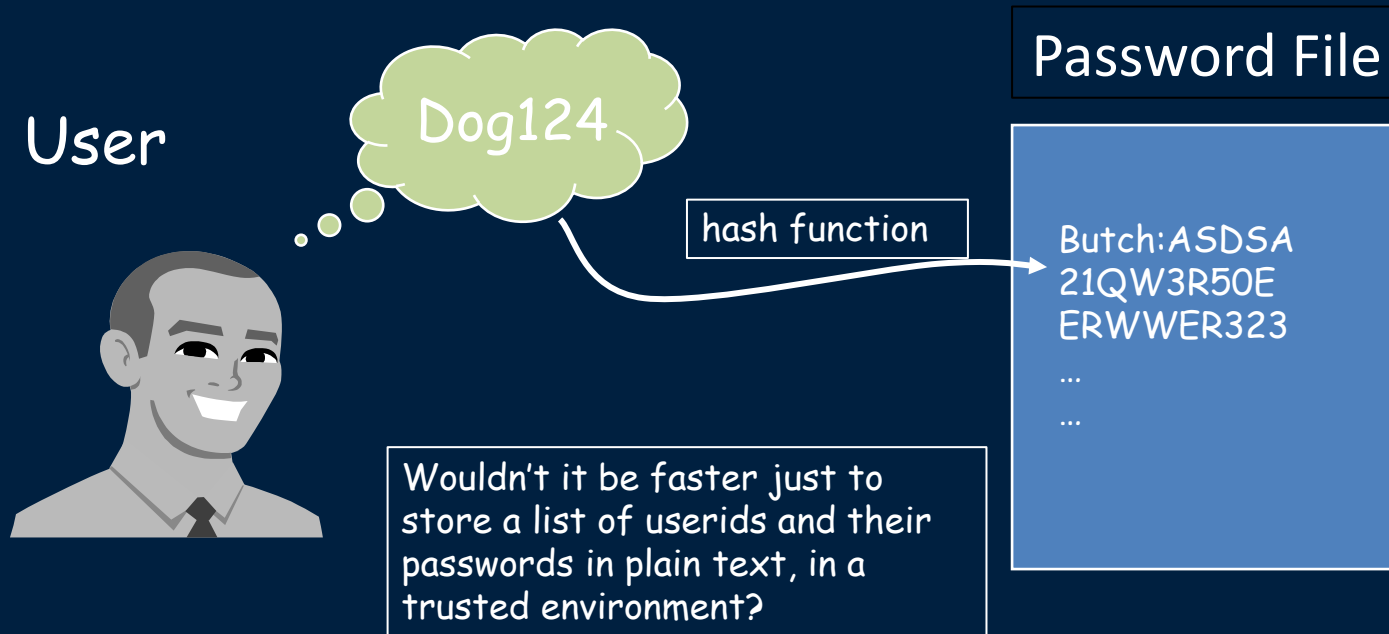 User
Dog124
Password File
hash function
Butch:ASDSA
21QW3R50E
ERWWER323
…
…
Wouldn't it be faster just to
store a list of userids and their
passwords in plain text, in a
trusted environment?